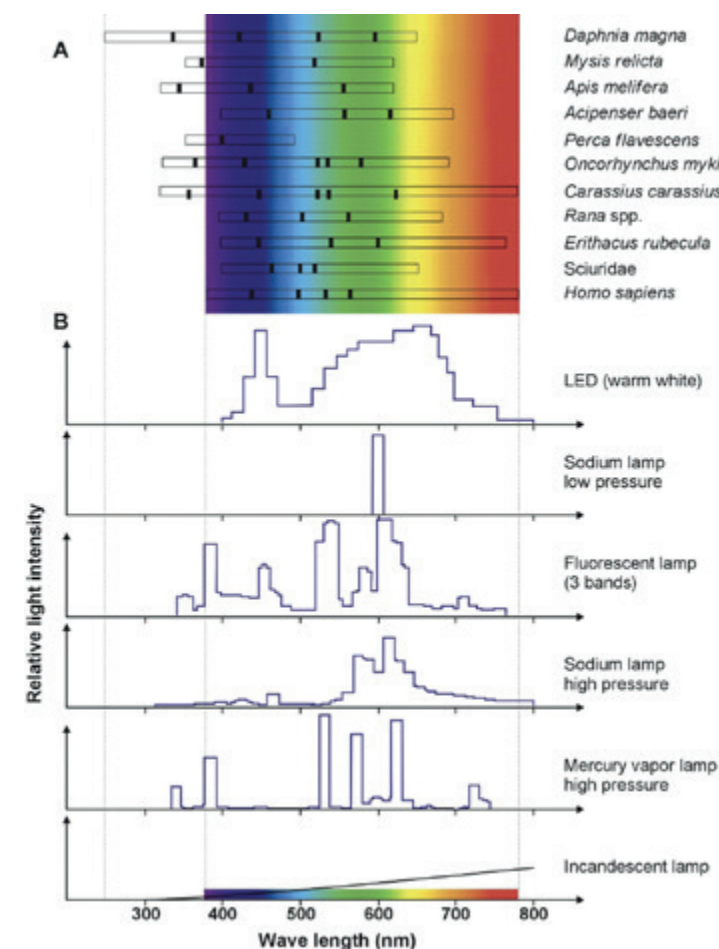 A
Daphnia magna
Mysis relicta
Apis melifera
Acipenser baeri
Perca flavescens
Oncorhynchus myki
Carassius carassius
Rana spp.
Erithacus rubecula
Sciuridae
Homo sapiens
B
LED (warm white)
Sodium lamp
low pressure
Fluorescent lamp
(3 bands)
Sodium lamp
high pressure
Mercury vapor lamp
high pressure
Incandescent lamp
Relative light intensity
300 400 500 600 700 800
Wave length (nm)